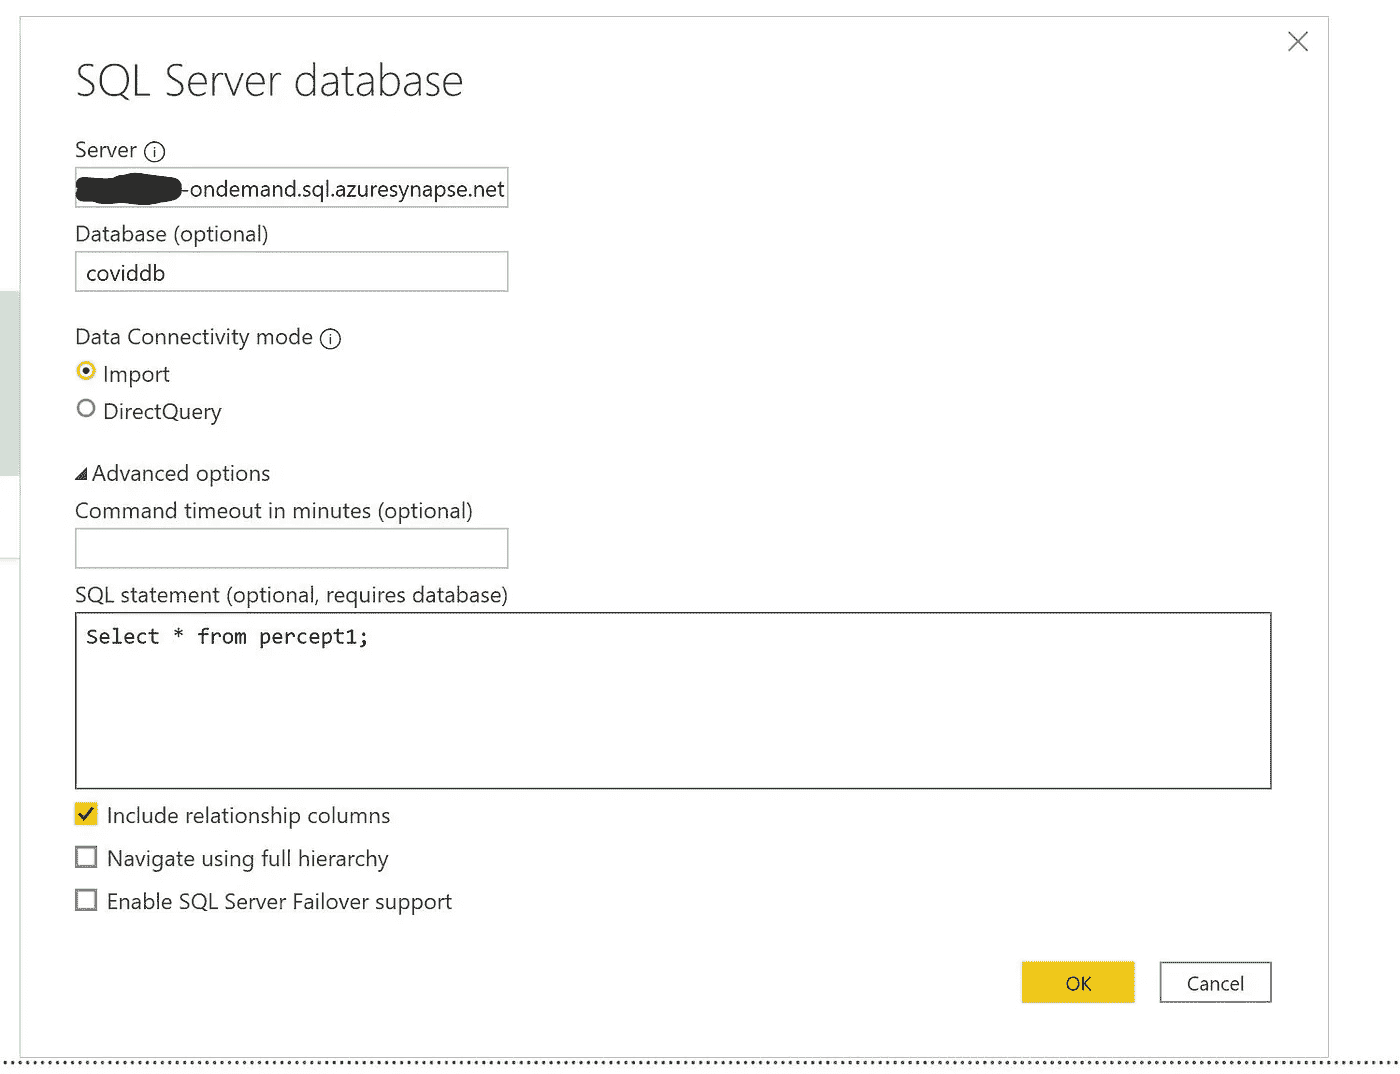 SQL Server database
Server
-ondemand.sql.azuresynapse.net
Database (optional)
coviddb
Data Connectivity mode
Import
DirectQuery
Advanced options
Command timeout in minutes (optional)
SQL statement (optional, requires database)
Select * from percept1;
Include relationship columns
Navigate using full hierarchy
Enable SQL Server Failover support
OK Cancel